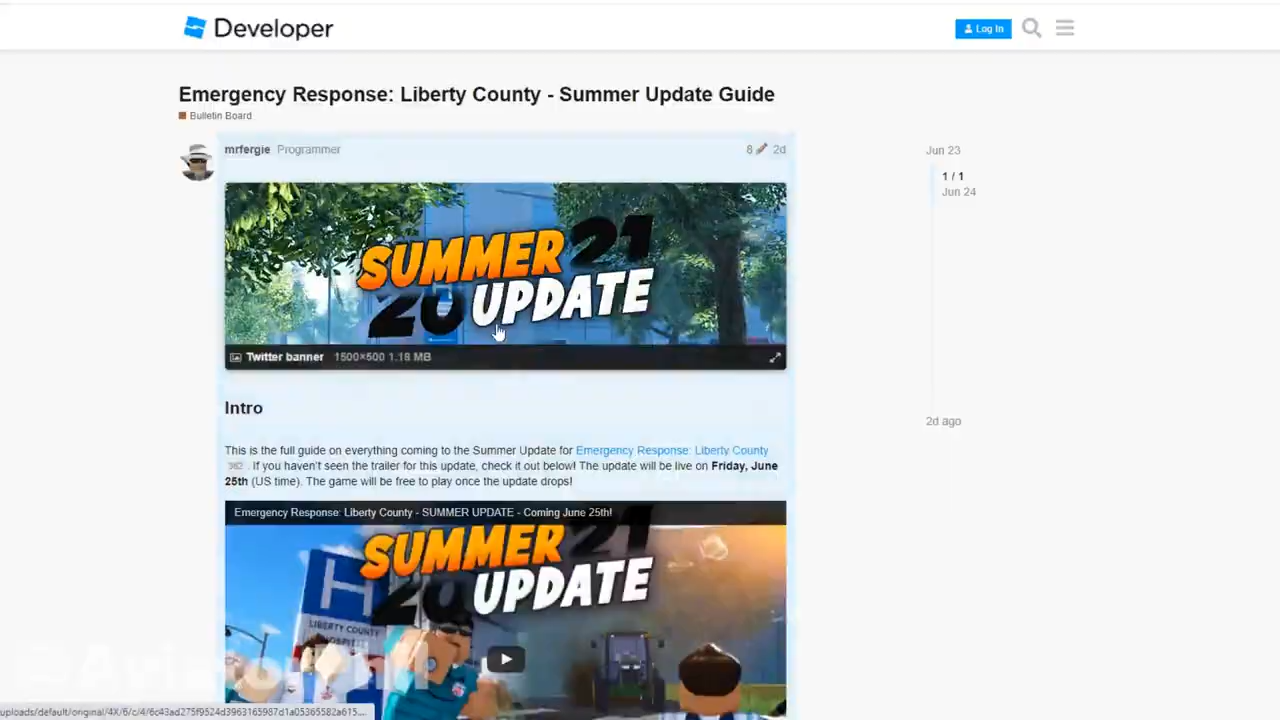 Developer
Log In
Emergency Response: Liberty County - Summer Update Guide
Bulletin Board
mrfergie Programmer
8 2d
Jun 23
1 / 1
Jun 24
SUMMER 21
20 UPDATE
Twitter banner 1500×500 1.18 MB
Intro
2d ago
This is the full guide on everything coming to the Summer Update for Emergency Response: Liberty County
382 . If you haven't seen the trailer for this update, check it out below! The update will be live on Friday, June
25th (US time). The game will be free to play once the update drops!
Emergency Response: Liberty County - SUMMER UPDATE - Coming June 25th!
SUMMER 21
20 UPDATE
H
LIBERTY COUNTY